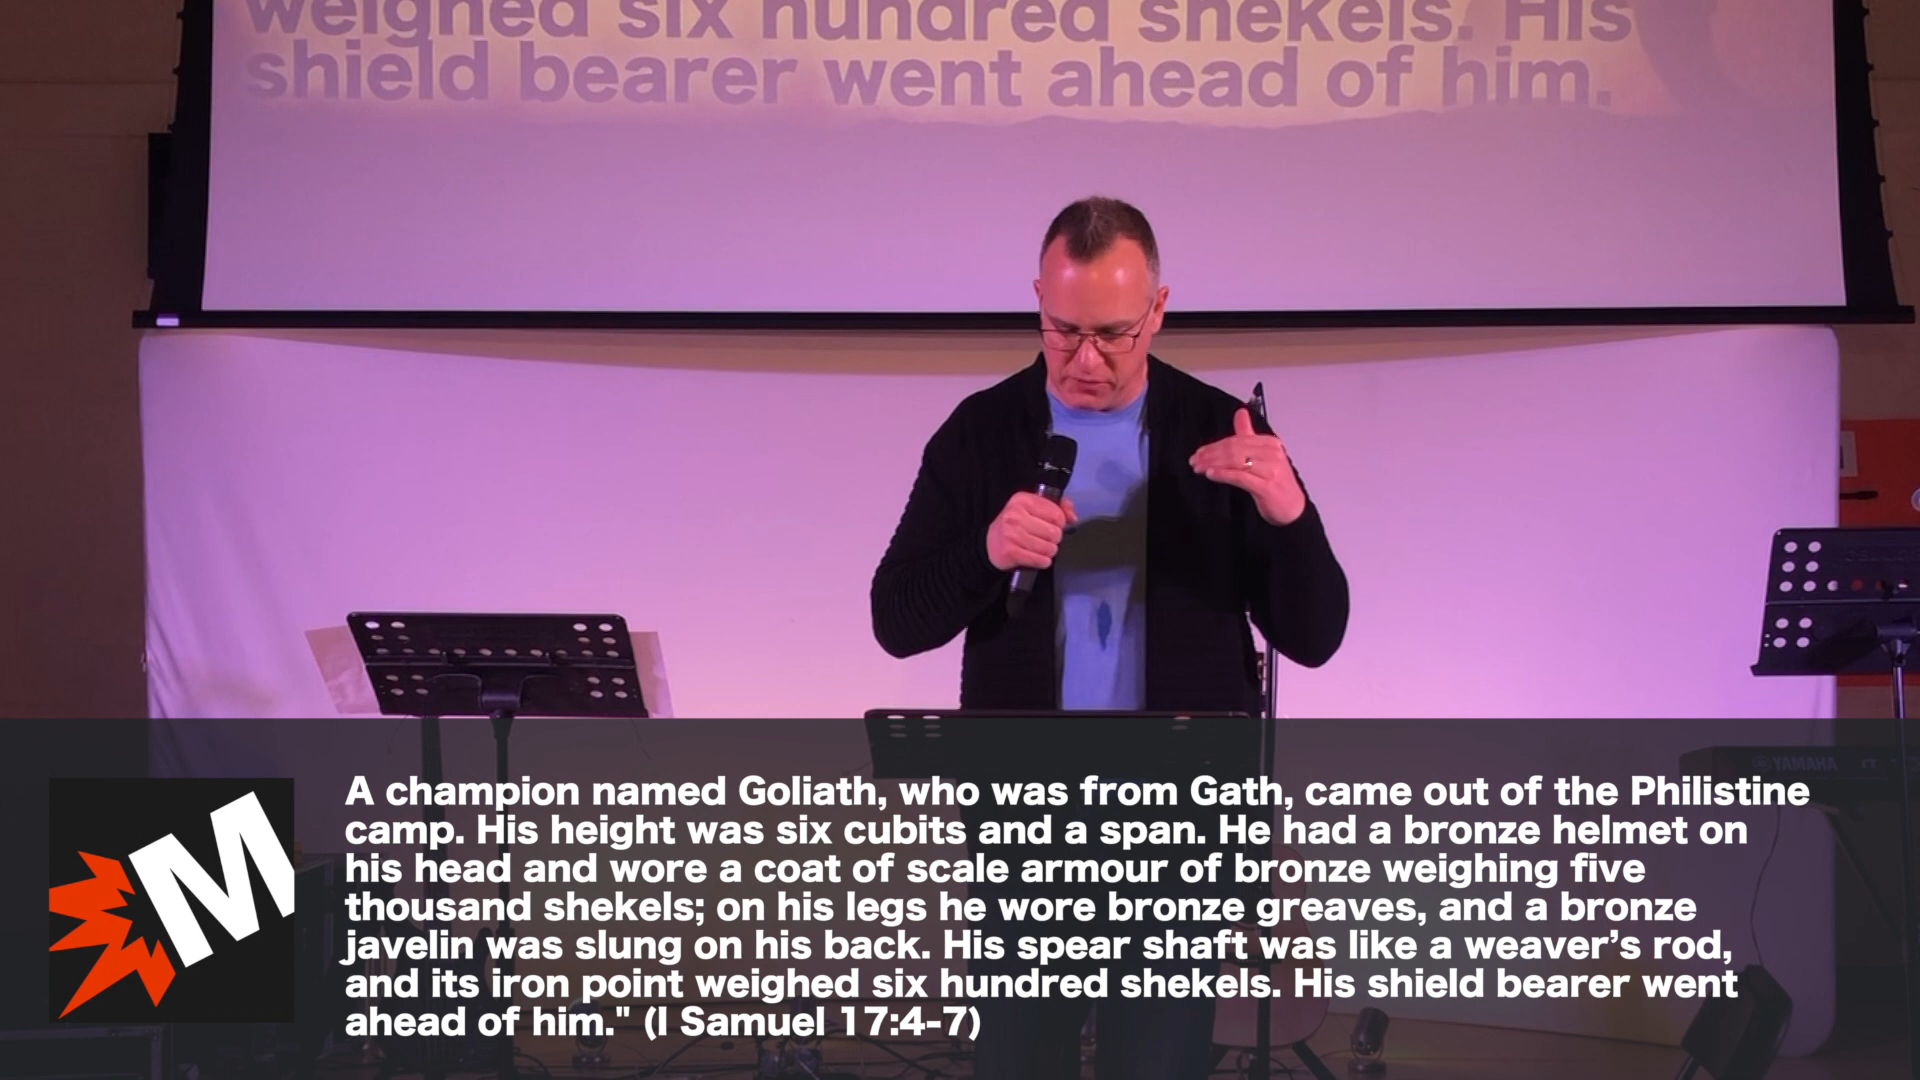 weighed six hundred shekels. His
shield bearer went ahead of him.
YAMAHA
M
A champion named Goliath, who was from Gath, came out of the Philistine
camp. His height was six cubits and a span. He had a bronze helmet on
his head and wore a coat of scale armour of bronze weighing five
thousand shekels; on his legs he wore bronze greaves, and a bronze
javelin was slung on his back. His spear shaft was like a weaver’s rod,
and its iron point weighed six hundred shekels. His shield bearer went
ahead of him." (I Samuel 17:4-7)